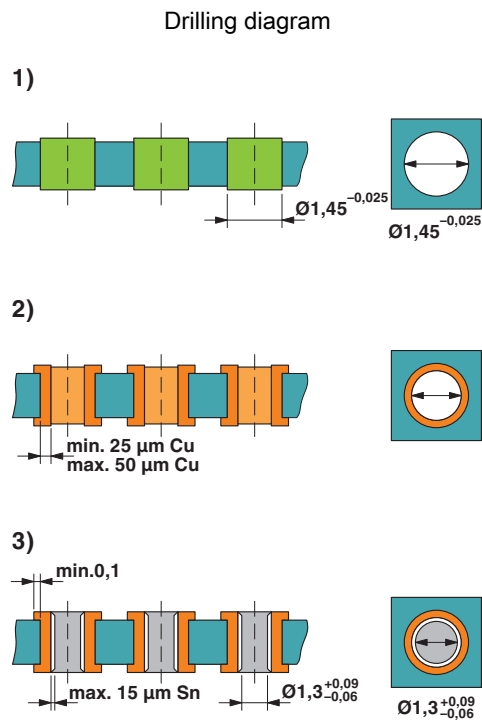 Drilling diagram
1)
Ø1,45 –0,025
Ø1,45 –0,025
2)
min. 25 µm Cu
max. 50 µm Cu
3)
min.0,1
max. 15 µm Sn
Ø1,3 +0,09 –0,06
Ø1,3 +0,09 –0,06